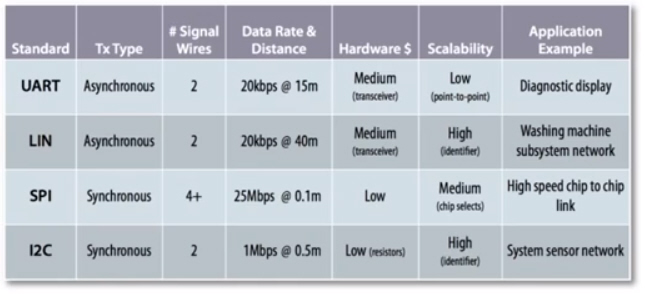 Standard Tx Type # Signal Wires Data Rate & Distance Hardware $ Scalability Application Example
UART Asynchronous 2 20kbps @ 15m Medium (transceiver) Low (point-to-point) Diagnostic display
LIN Asynchronous 2 20kbps @ 40m Medium (transceiver) High (identifier) Washing machine subsystem network
SPI Synchronous 4+ 25Mbps @ 0.1m Low Medium (chip selects) High speed chip to chip link
I2C Synchronous 2 1Mbps @ 0.5m Low (resistors) High (identifier) System sensor network